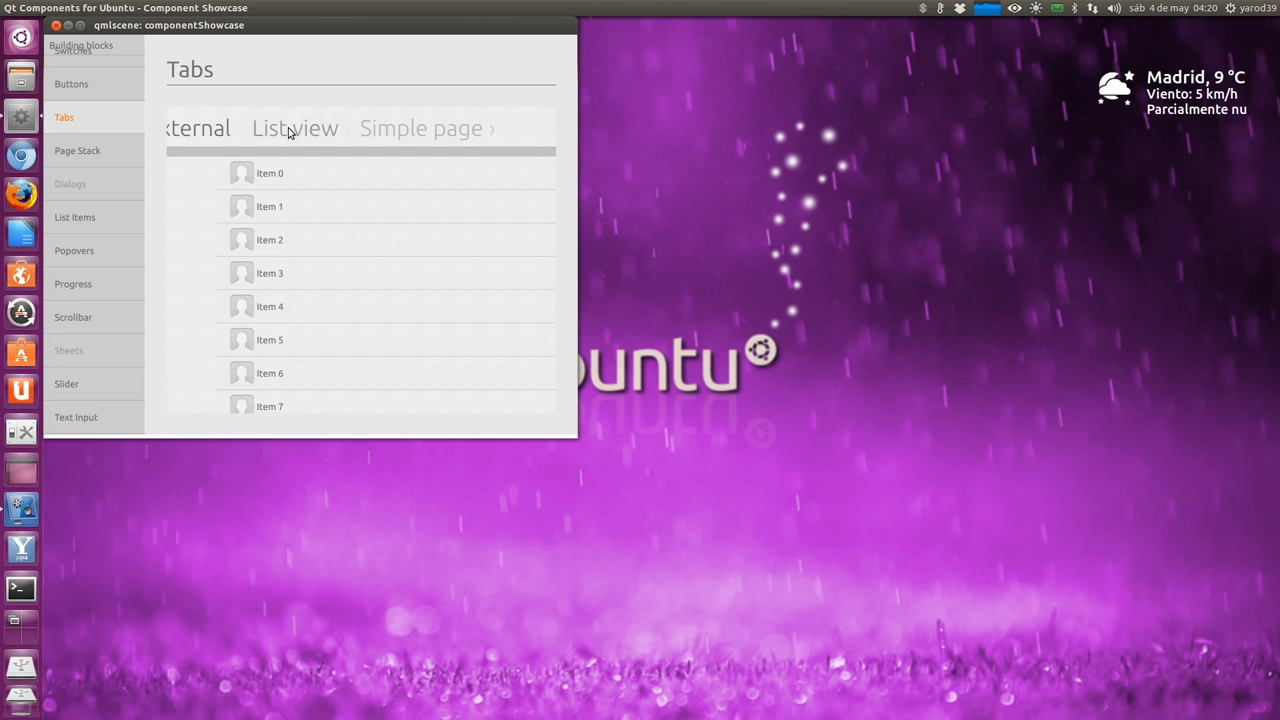 Qt Components for Ubuntu - Component Showcase
sáb 4 de may 04:20
yarod39
qmlscene: componentShowcase
Building blocks
Switches
Buttons
Tabs
Page Stack
Dialogs
List Items
Popovers
Progress
Scrollbar
Sheets
Slider
Text Input
Tabs
xternal List view › Simple page ›
Item 0
Item 1
Item 2
Item 3
Item 4
Item 5
Item 6
Item 7
Madrid, 9 °C
Viento: 5 km/h
Parcialmente nu
buntu